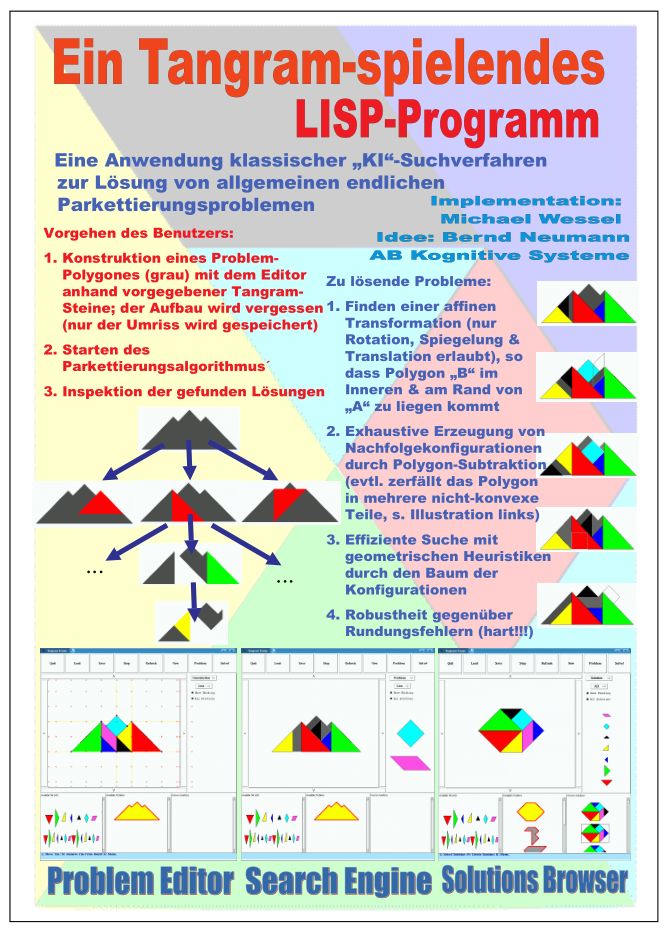 Ein Tangram-spielendes
LISP-Programm
Eine Anwendung klassischer „KI“-Suchverfahren
zur Lösung von allgemeinen endlichen
Parkettierungsproblemen
Implementation:
Michael Wessel
Idee: Bernd Neumann
AB Kognitive Systeme
Vorgehen des Benutzers:
1. Konstruktion eines Problem-
Polygones (grau) mit dem Editor
anhand vorgegebener Tangram-
Steine; der Aufbau wird vergessen
(nur der Umriss wird gespeichert)
2. Starten des
Parkettierungsalgorithmus´
3. Inspektion der gefunden Lösungen
...
...
Zu lösende Probleme:
1. Finden einer affinen
Transformation (nur
Rotation, Spiegelung &
Translation erlaubt), so
dass Polygon „B“ im
Inneren & am Rand von
„A“ zu liegen kommt
2. Exhaustive Erzeugung von
Nachfolgekonfigurationen
durch Polygon-Subtraktion
(evtl. zerfällt das Polygon
in mehrere nicht-konvexe
Teile, s. Illustration links)
3. Effiziente Suche mit
geometrischen Heuristiken
durch den Baum der
Konfigurationen
4. Robustheit gegenüber
Rundungsfehlern (hart!!!)
Quit Load Save Stop Refresh New Problem Solve!
Quit Load Save Stop Refresh New Problem Solve!
Quit Load Save Stop Refresh New Problem Solve!
Problem Editor Search Engine Solutions Browser